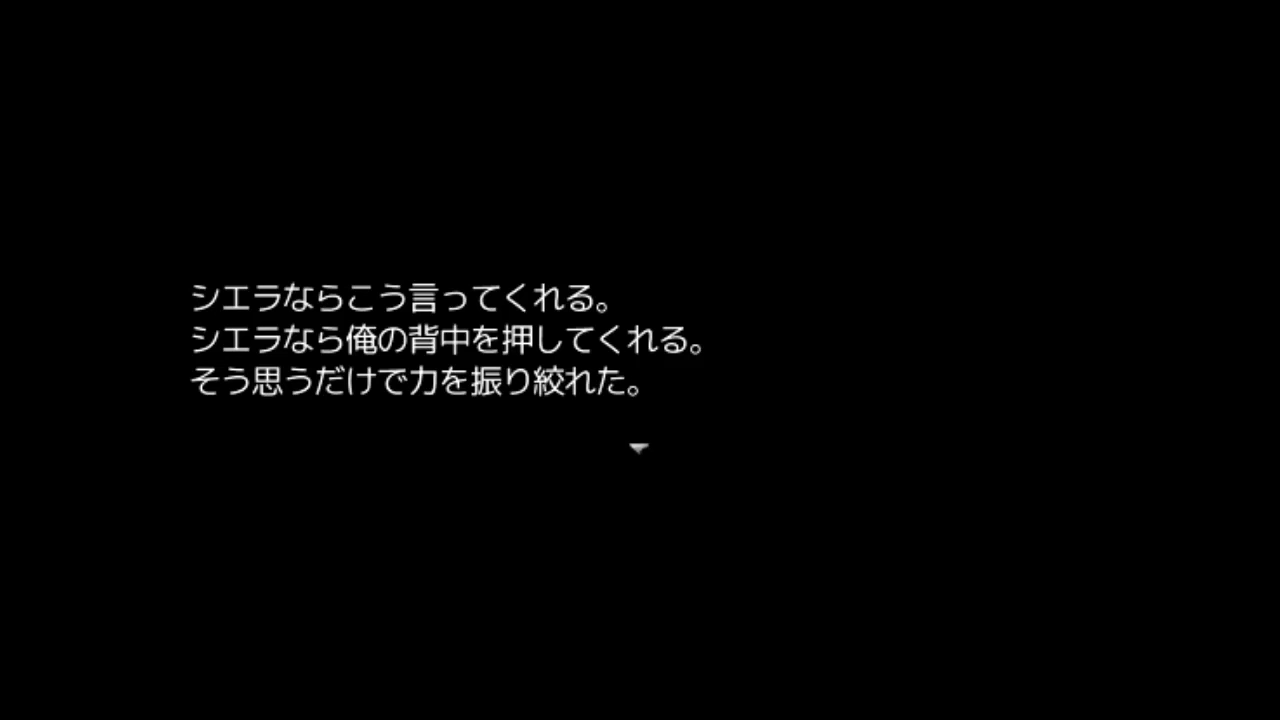 シエラならこう言ってくれる。
シエラなら俺の背中を押してくれる。
そう思うだけで力を振り絞れた。